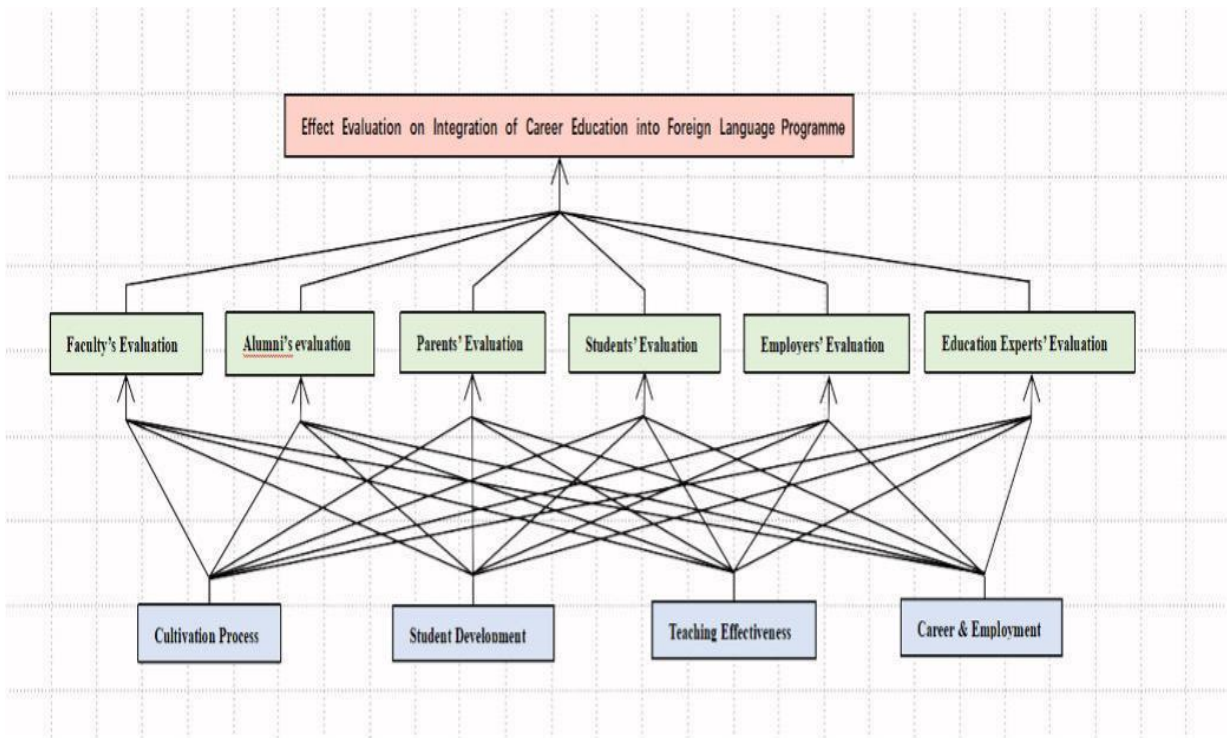 Effect Evaluation on Integration of Career Education into Foreign Language Programme
Faculty's Evaluation
Alumni's evaluation
Parents' Evaluation
Students' Evaluation
Employers' Evaluation
Education Experts' Evaluation
Cultivation Process
Student Development
Teaching Effectiveness
Career & Employment